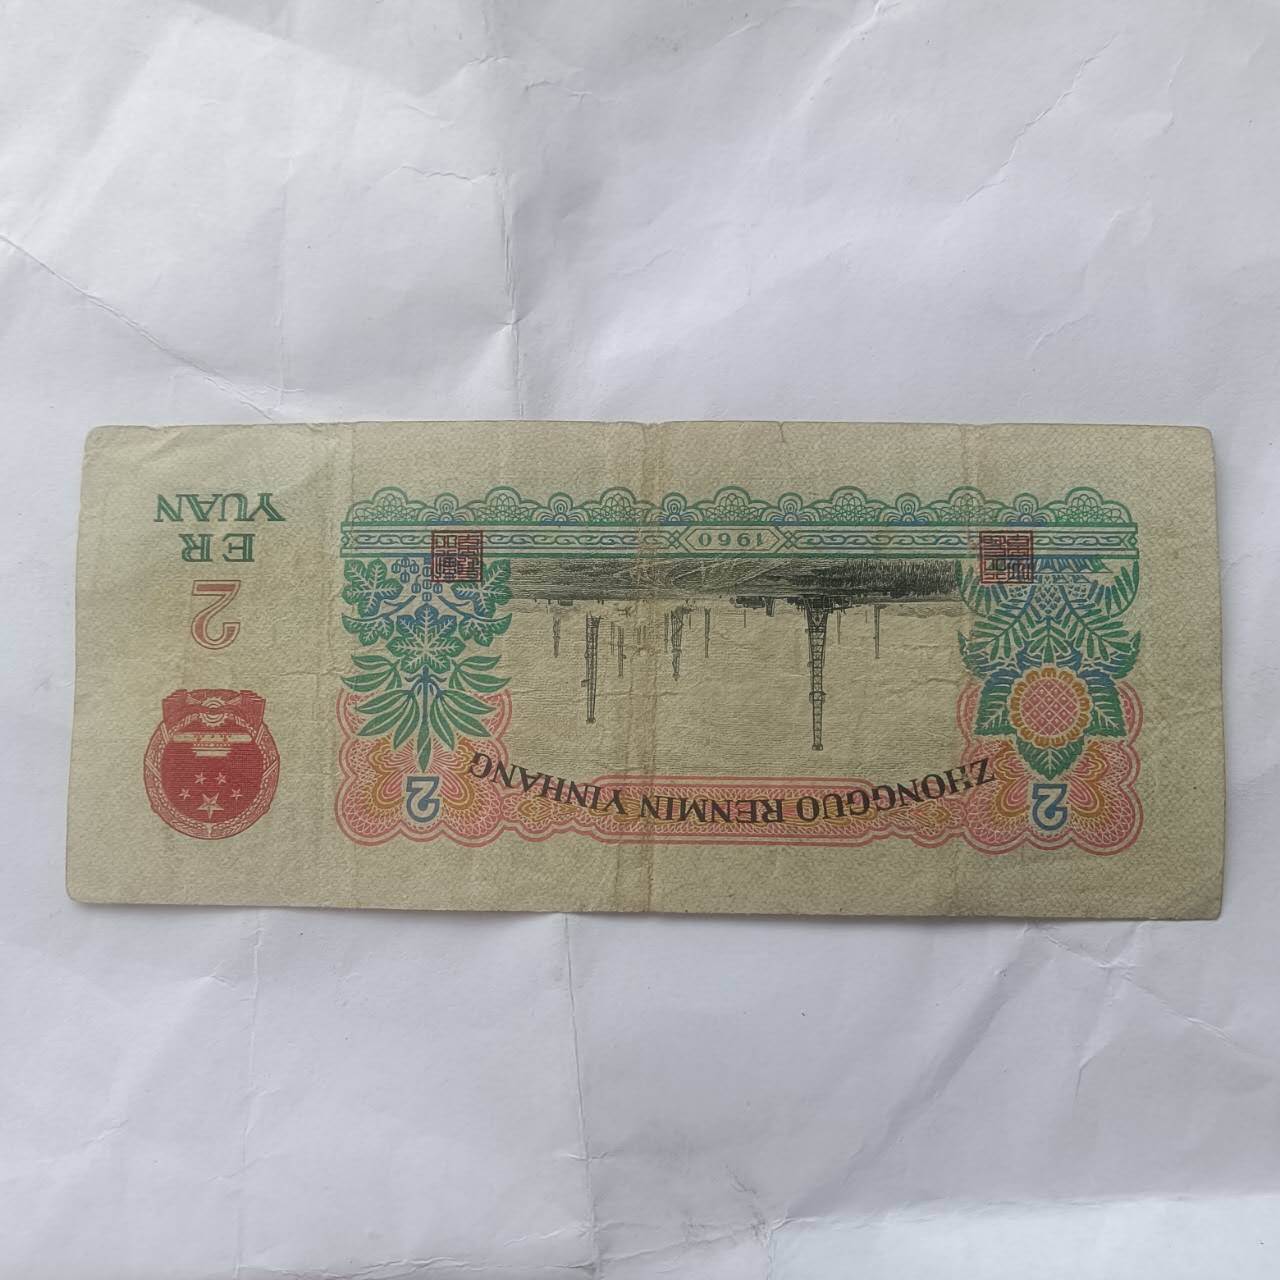 ZHONGGUO RENMIN YINHANG
2
2
1960
2
ER
YUAN